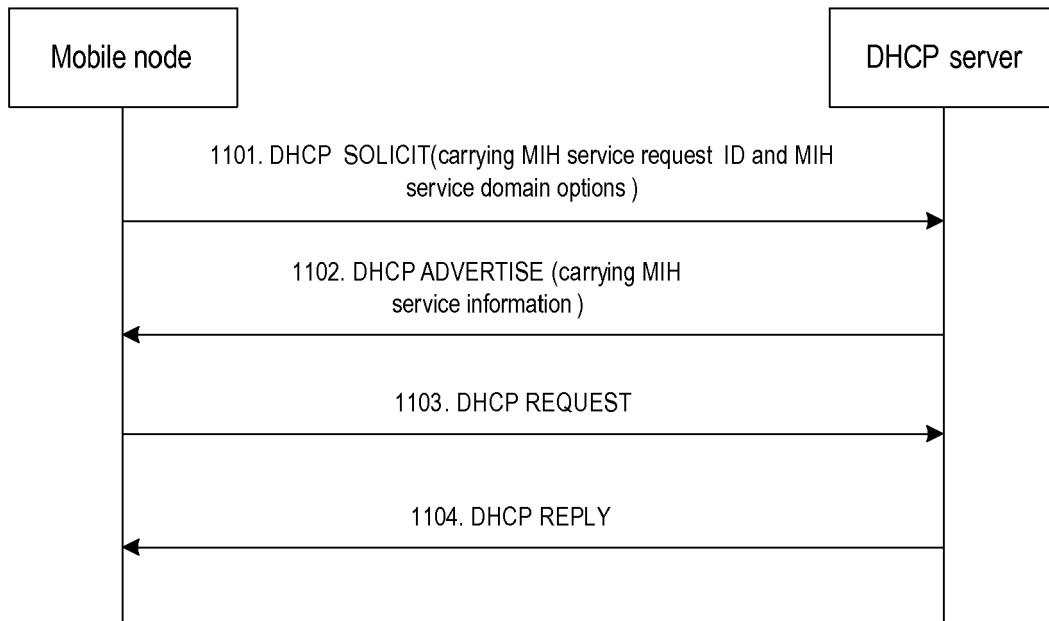 Mobile node
DHCP server
1101. DHCP SOLICIT(carrying MIH service request ID and MIH
service domain options )
1102. DHCP ADVERTISE (carrying MIH
service information )
1103. DHCP REQUEST
1104. DHCP REPLY